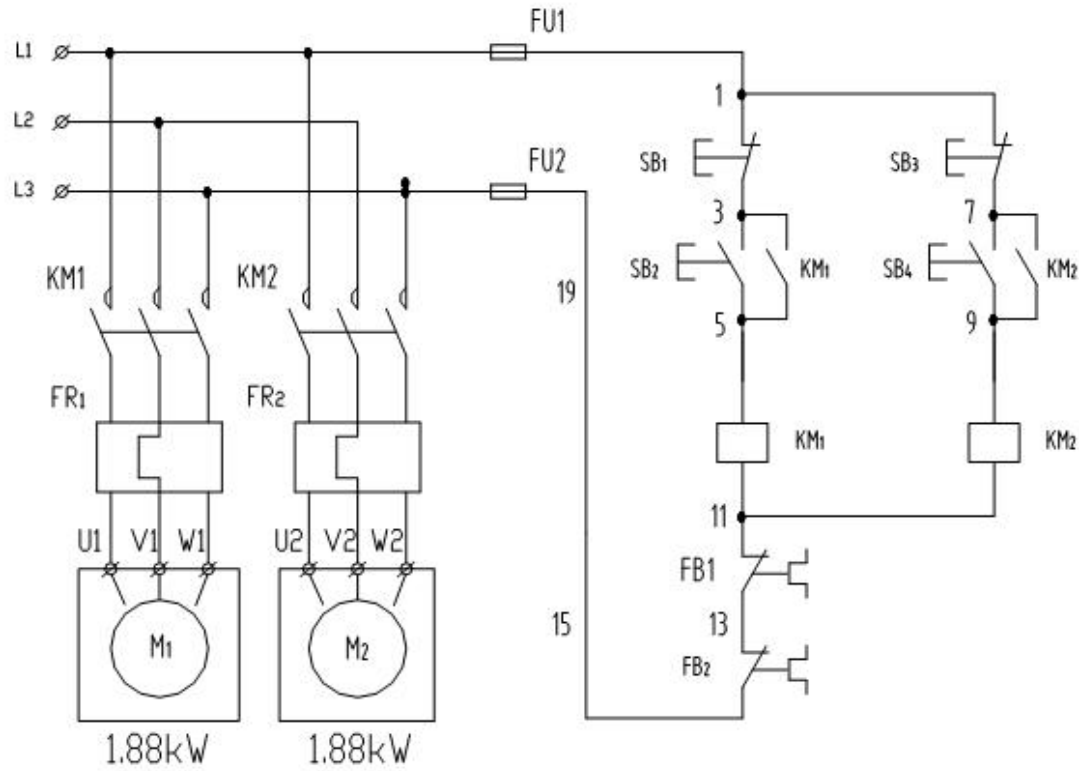 FU1
L1
1
L2
SB1 SB3
FU2
L3
3 7
KM1 KM2
SB2 KM1 SB4 KM2
19
5 9
FR1 FR2
KM1 KM2
11
U1 V1 W1 U2 V2 W2
FB1
15 13
M1 M2
FB2
1.88kW 1.88kW